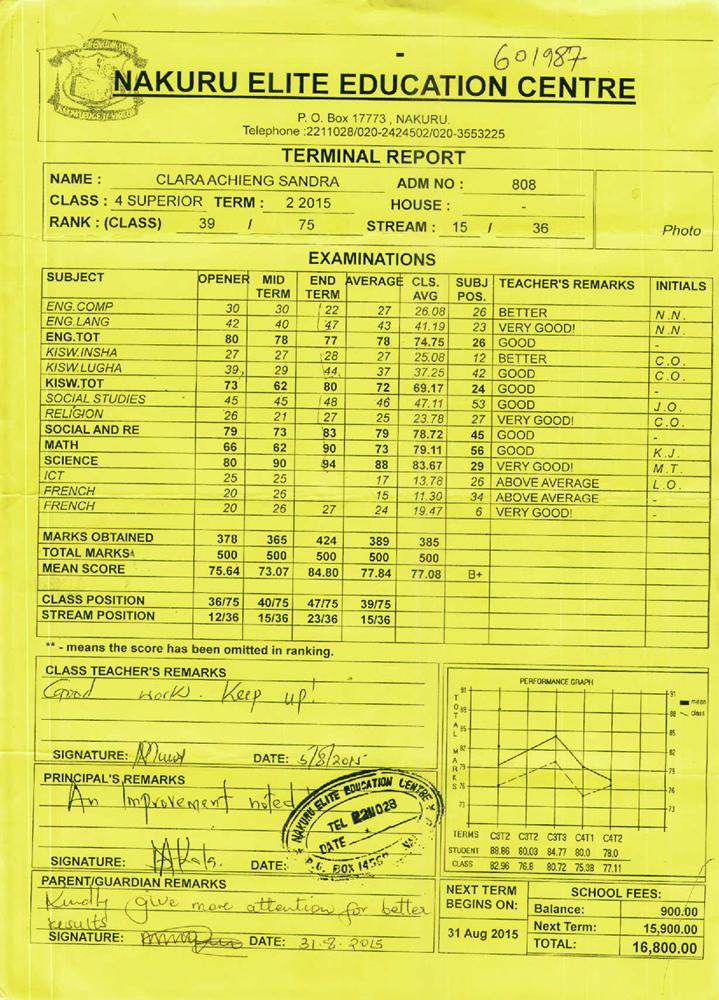 601987
NAKURU ELITE EDUCATION CENTRE
P. O. Box 17773 , NAKURU.
Telephone :2211028/020-2424502/020-3553225
TERMINAL REPORT
NAME : CLARA ACHIENG SANDRA ADM NO : 808
CLASS : 4 SUPERIOR TERM : 2 2015 HOUSE : -
RANK : (CLASS) 39 / 75 STREAM : 15 / 36
Photo
EXAMINATIONS
SUBJECT OPENER MID TERM END TERM AVERAGE CLS. AVG SUBJ POS. TEACHER'S REMARKS INITIALS
ENG.COMP 30 30 22 27 26.08 26 BETTER N.N.
ENG.LANG 42 40 47 43 41.19 23 VERY GOOD! N.N.
ENG.TOT 80 78 77 78 74.75 26 GOOD -
KISW.INSHA 27 27 28 27 25.08 12 BETTER C.O.
KISW.LUGHA 39 29 44 37 37.25 42 GOOD C.O.
KISW.TOT 73 62 80 72 69.17 24 GOOD -
SOCIAL STUDIES 45 45 48 46 47.11 53 GOOD J.O.
RELIGION 26 21 27 25 23.78 27 VERY GOOD! C.O.
SOCIAL AND RE 79 73 83 79 78.72 45 GOOD -
MATH 66 62 90 73 79.11 56 GOOD K.J.
SCIENCE 80 90 94 88 83.67 29 VERY GOOD! M.T.
ICT 25 25 17 13.78 26 ABOVE AVERAGE L.O.
FRENCH 20 26 15 11.30 34 ABOVE AVERAGE -
FRENCH 20 26 27 24 19.47 6 VERY GOOD! -
MARKS OBTAINED 378 365 424 389 385
TOTAL MARKS 500 500 500 500 500
MEAN SCORE 75.64 73.07 84.80 77.84 77.08 B+
CLASS POSITION 36/75 40/75 47/75 39/75
STREAM POSITION 12/36 15/36 23/36 15/36
** - means the score has been omitted in ranking.
CLASS TEACHER'S REMARKS
Good work. Keep up!
SIGNATURE: DATE: 5/8/2015
PRINCIPAL'S REMARKS
An Improvement noted
SIGNATURE: DATE:
NAKURU ELITE EDUCATION CENTRE
TEL 2211028
DATE
P.O. BOX
PARENT/GUARDIAN REMARKS
Kindly give more attention for better
results
SIGNATURE: DATE: 31.8.2015
PERFORMANCE GRAPH
TOTAL MARKS
91 91
88 88
85 85
82 82
79 79
76 76
73 73
mean
class
TERMS C3T2 C3T3 C4T1 C4T2
STUDENT 88.86 80.03 84.77 80.0 78.0
CLASS 82.96 76.8 80.72 75.38 77.11
NEXT TERM BEGINS ON:
31 Aug 2015
SCHOOL FEES:
Balance: 900.00
Next Term: 15,900.00
TOTAL: 16,800.00